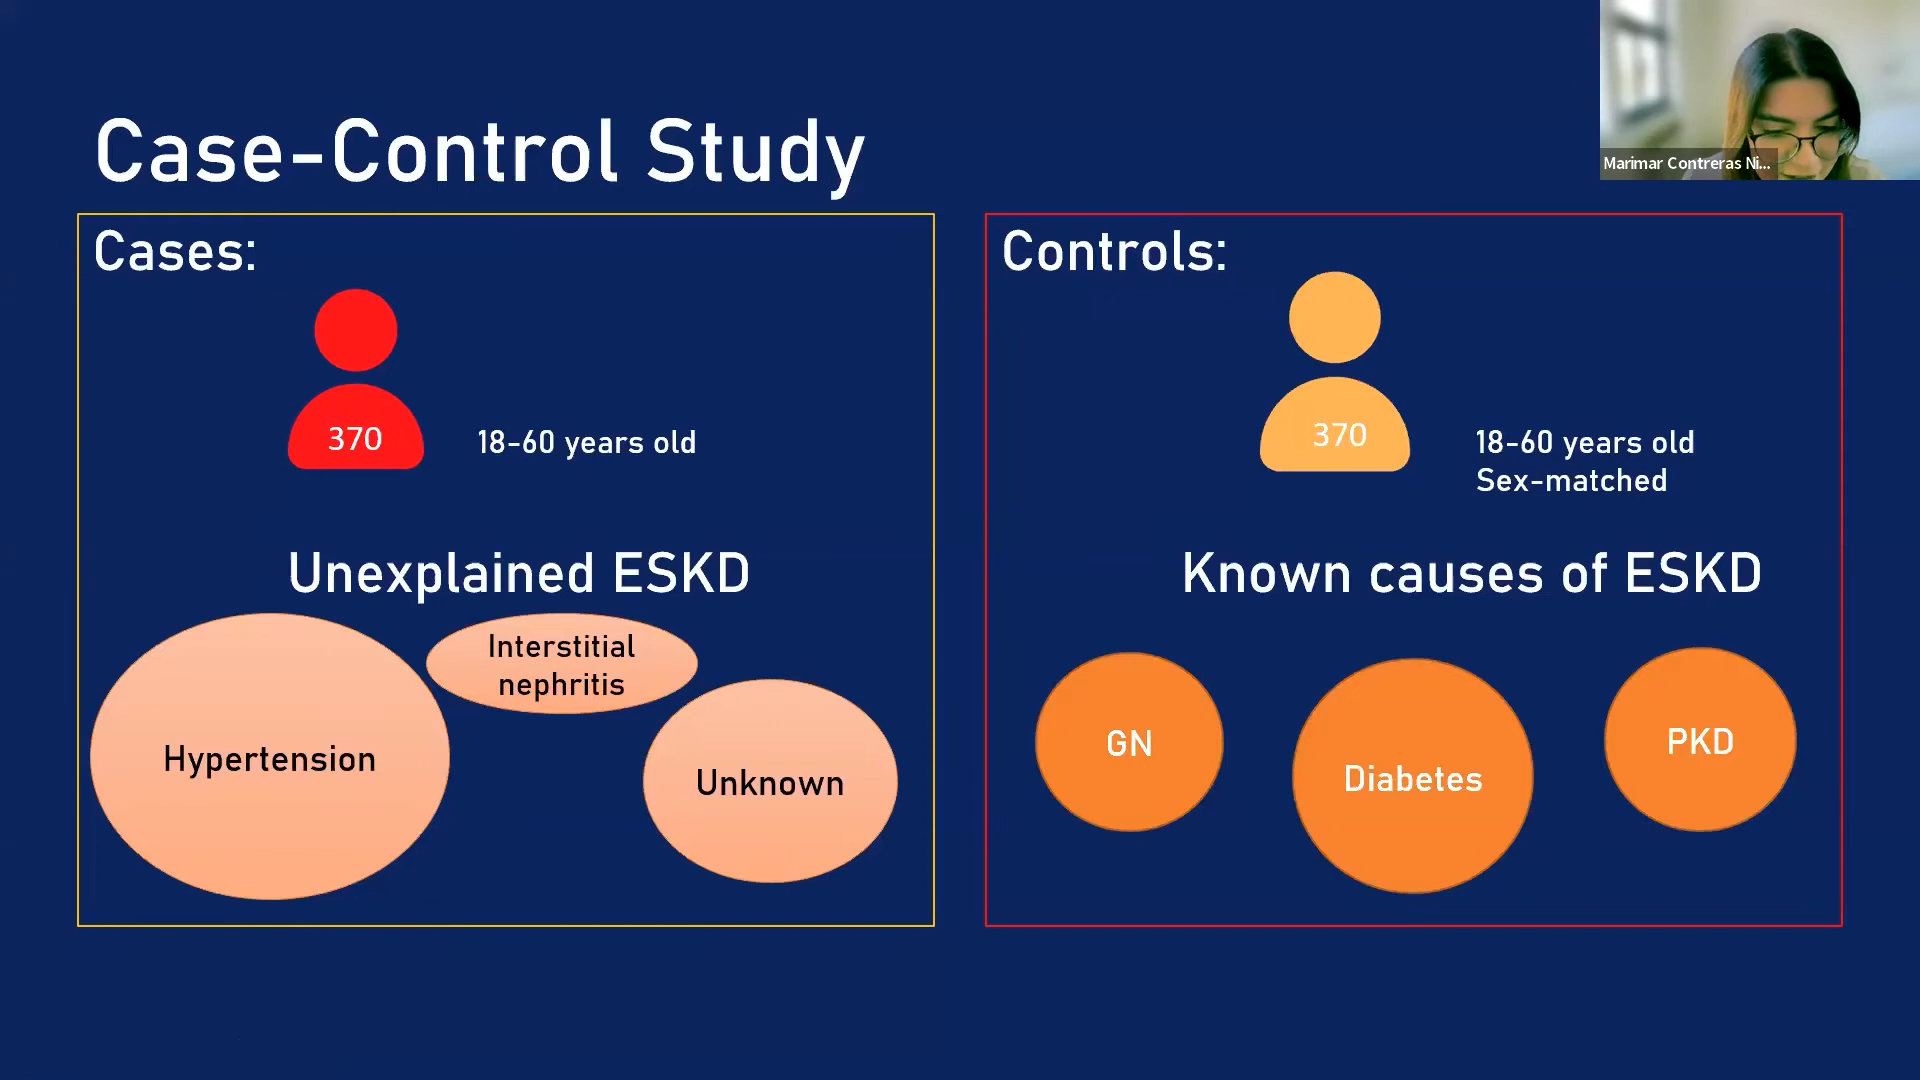 Case-Control Study
Marimar Contreras Ni...
Cases:
370
18-60 years old
Unexplained ESKD
Hypertension
Interstitial
nephritis
Unknown
Controls:
370
18-60 years old
Sex-matched
Known causes of ESKD
GN
Diabetes
PKD